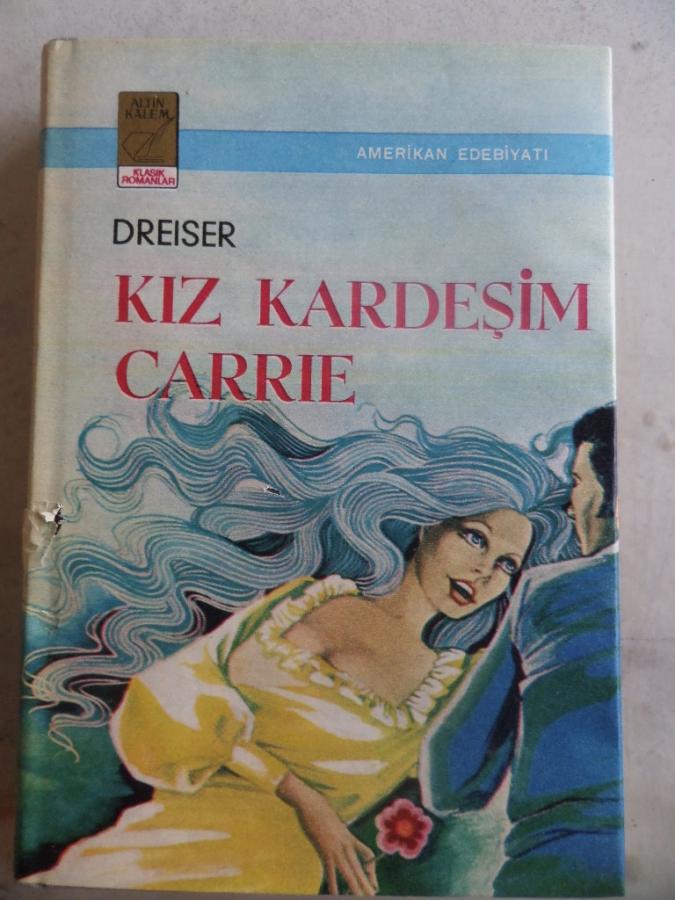 ALTIN
KALEM
KLASİK
ROMANLAR
AMERİKAN EDEBİYATI
DREISER
KIZ KARDEŞİM
CARRIE